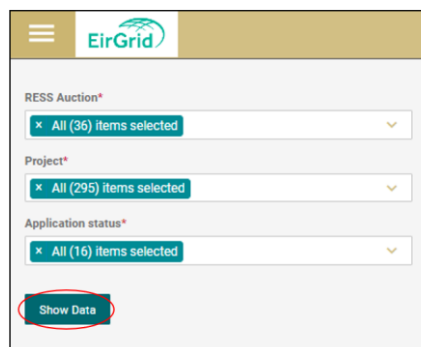 EirGrid
RESS Auction*
× All (36) items selected
Project*
× All (295) items selected
Application status*
× All (16) items selected
Show Data